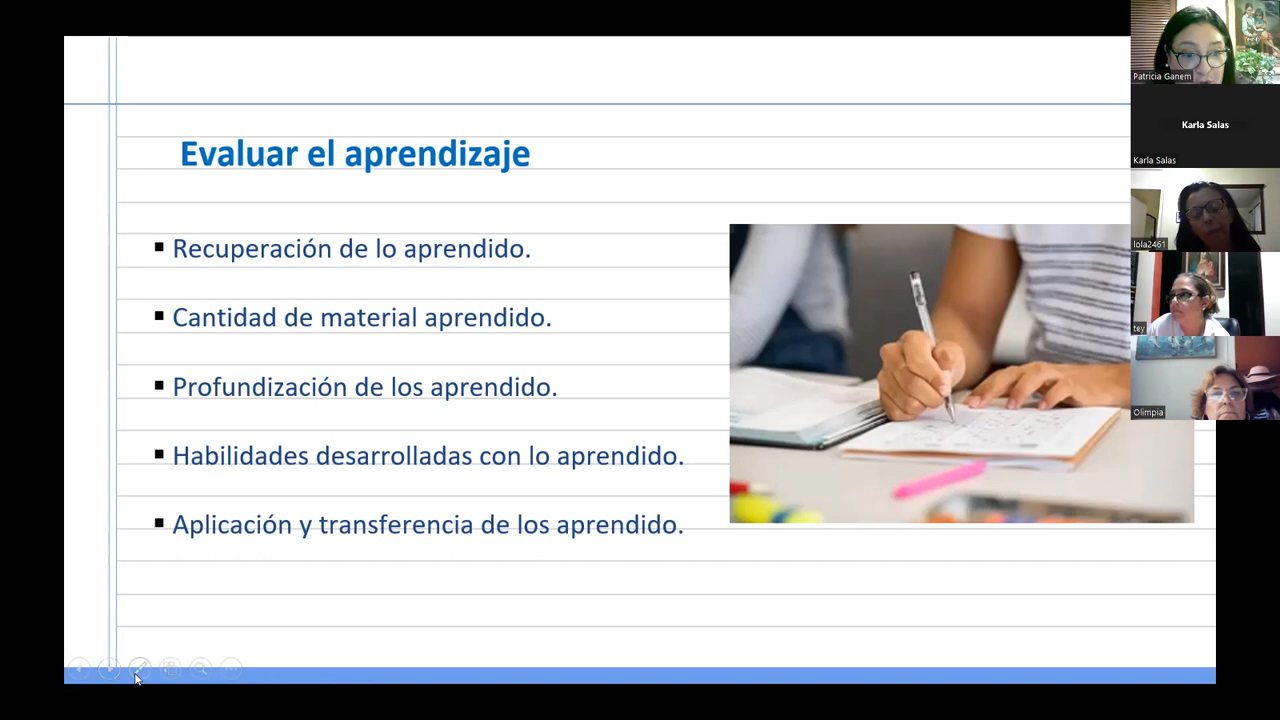 Evaluar el aprendizaje
Recuperación de lo aprendido.
Cantidad de material aprendido.
Profundización de los aprendido.
Habilidades desarrolladas con lo aprendido.
Aplicación y transferencia de los aprendido.
Patricia Ganem
Karla Salas
Karla Salas
lola2461
tey
Olimpia